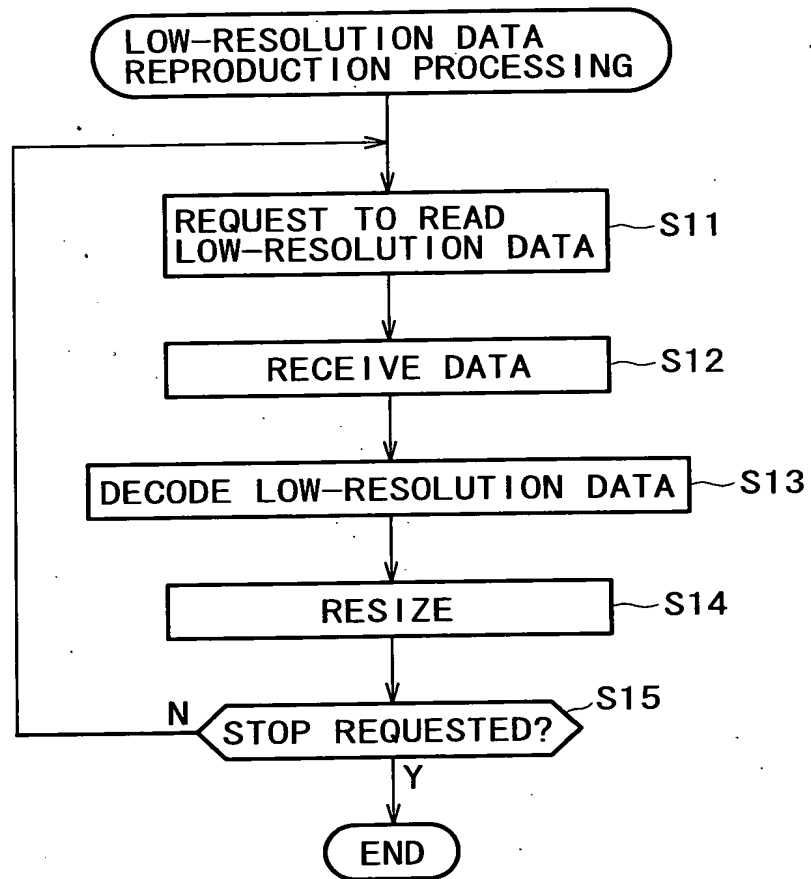 LOW-RESOLUTION DATA
REPRODUCTION PROCESSING
REQUEST TO READ
LOW-RESOLUTION DATA
S11
RECEIVE DATA
S12
DECODE LOW-RESOLUTION DATA
S13
RESIZE
S14
STOP REQUESTED?
S15
N
Y
END